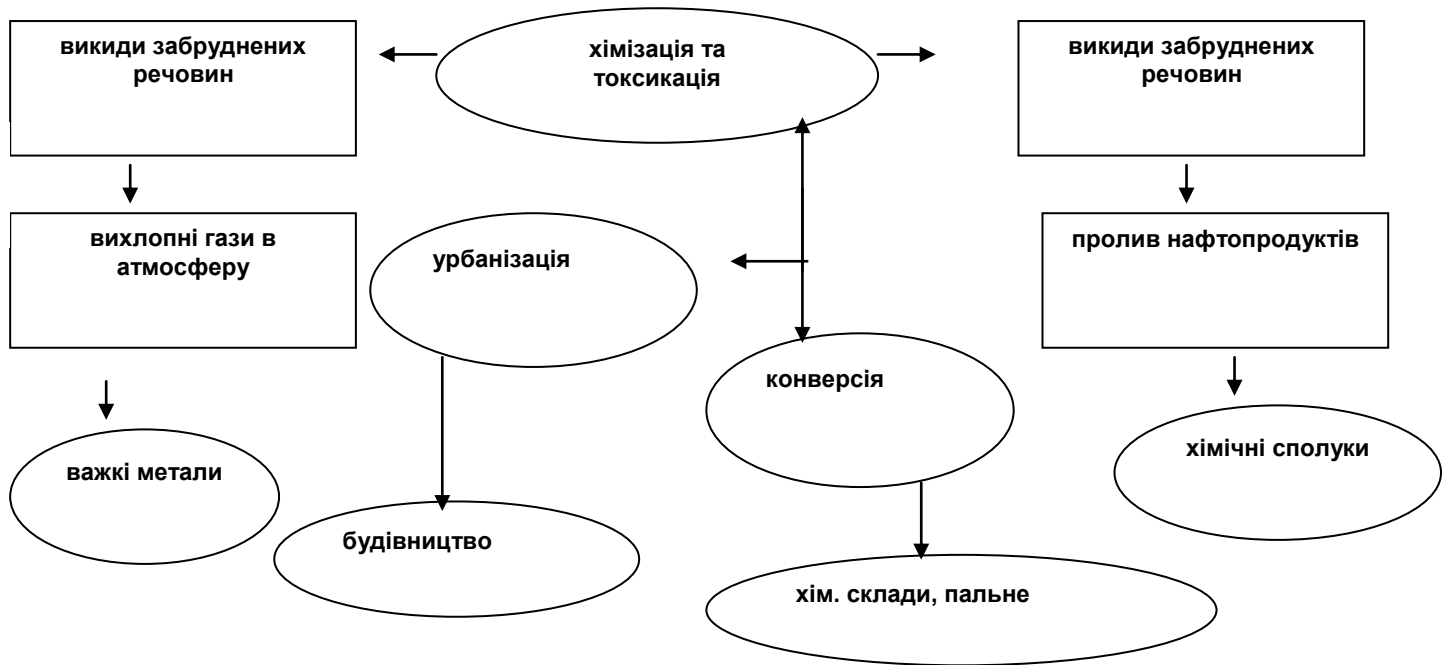 викиди забруднених
речовин
хімізація та
токсикація
викиди забруднених
речовин
вихлопні гази в
атмосферу
урбанізація
пролив нафтопродуктів
конверсія
важкі метали
хімічні сполуки
будівництво
хім. склади, пальне